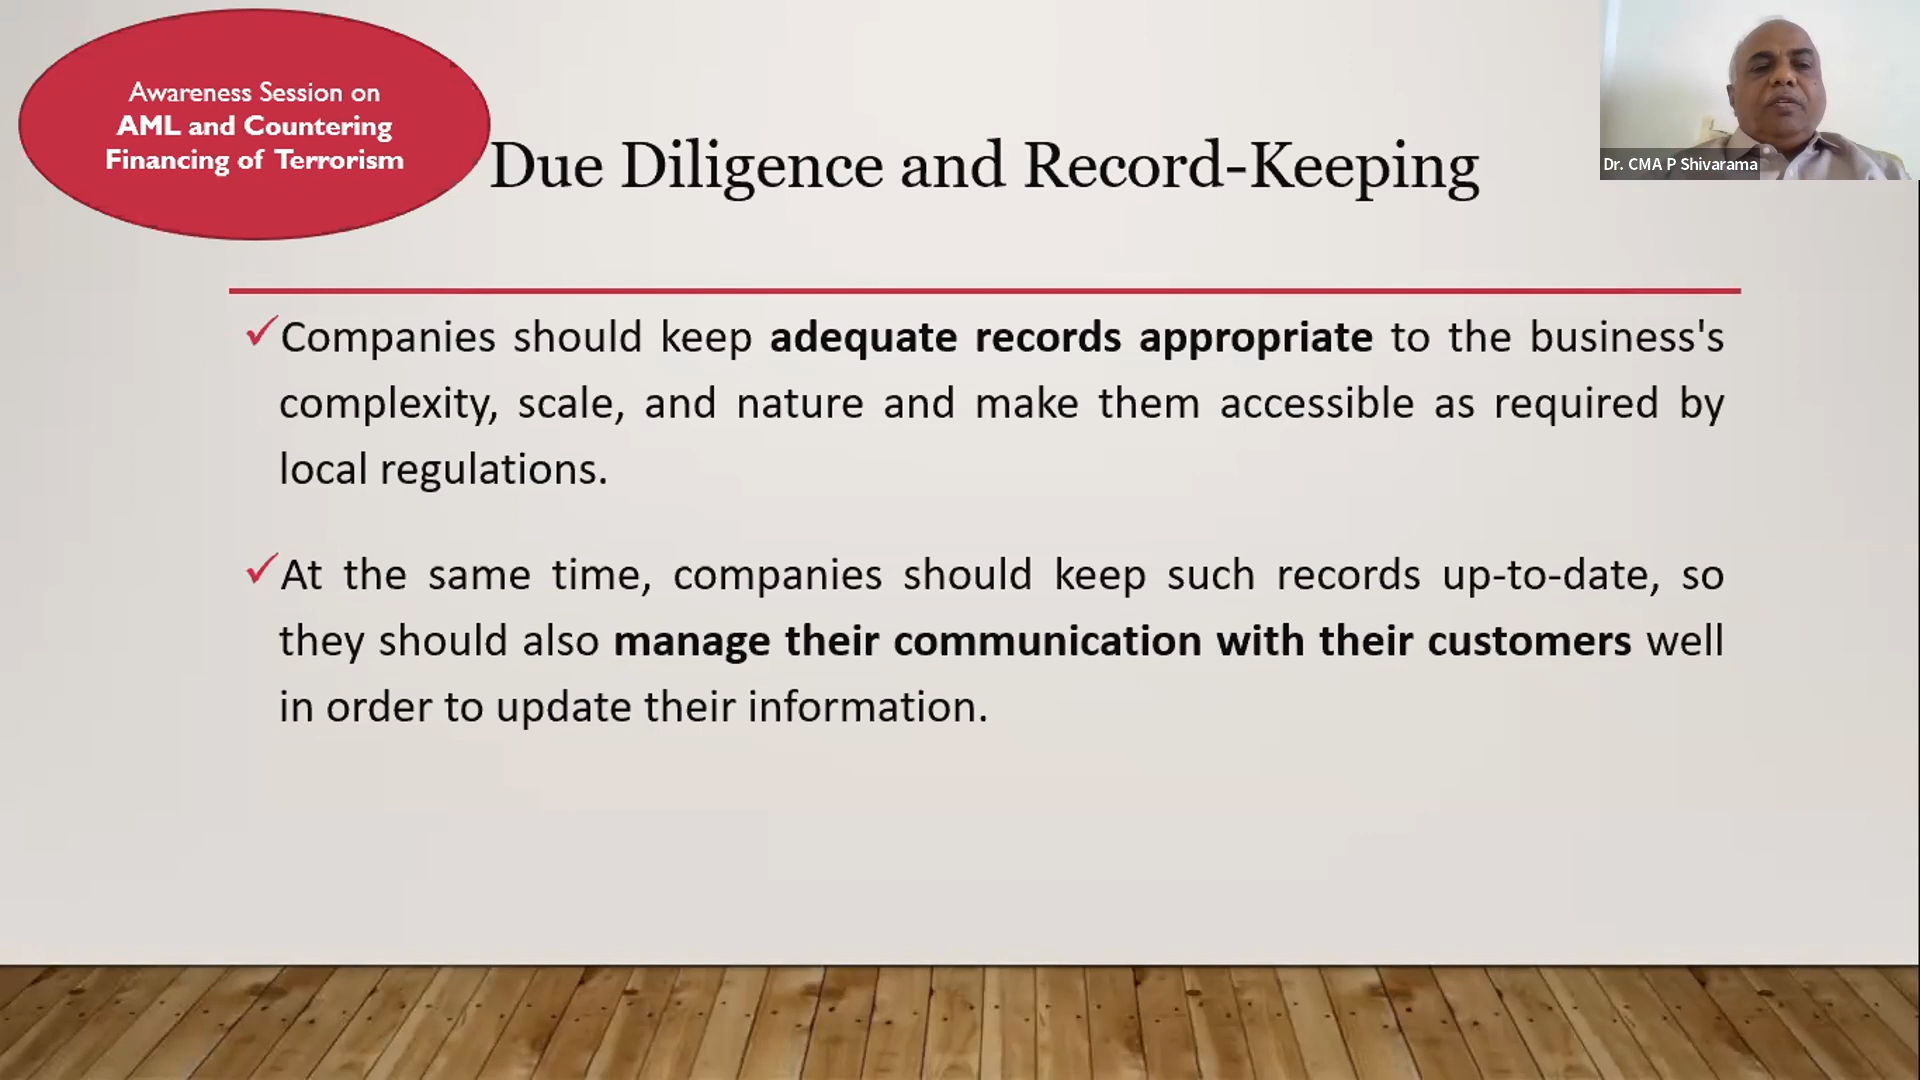 Awareness Session on
AML and Countering
Financing of Terrorism
Due Diligence and Record-Keeping
Dr. CMA P Shivarama
✓Companies should keep adequate records appropriate to the business's
complexity, scale, and nature and make them accessible as required by
local regulations.
✓At the same time, companies should keep such records up-to-date, so
they should also manage their communication with their customers well
in order to update their information.